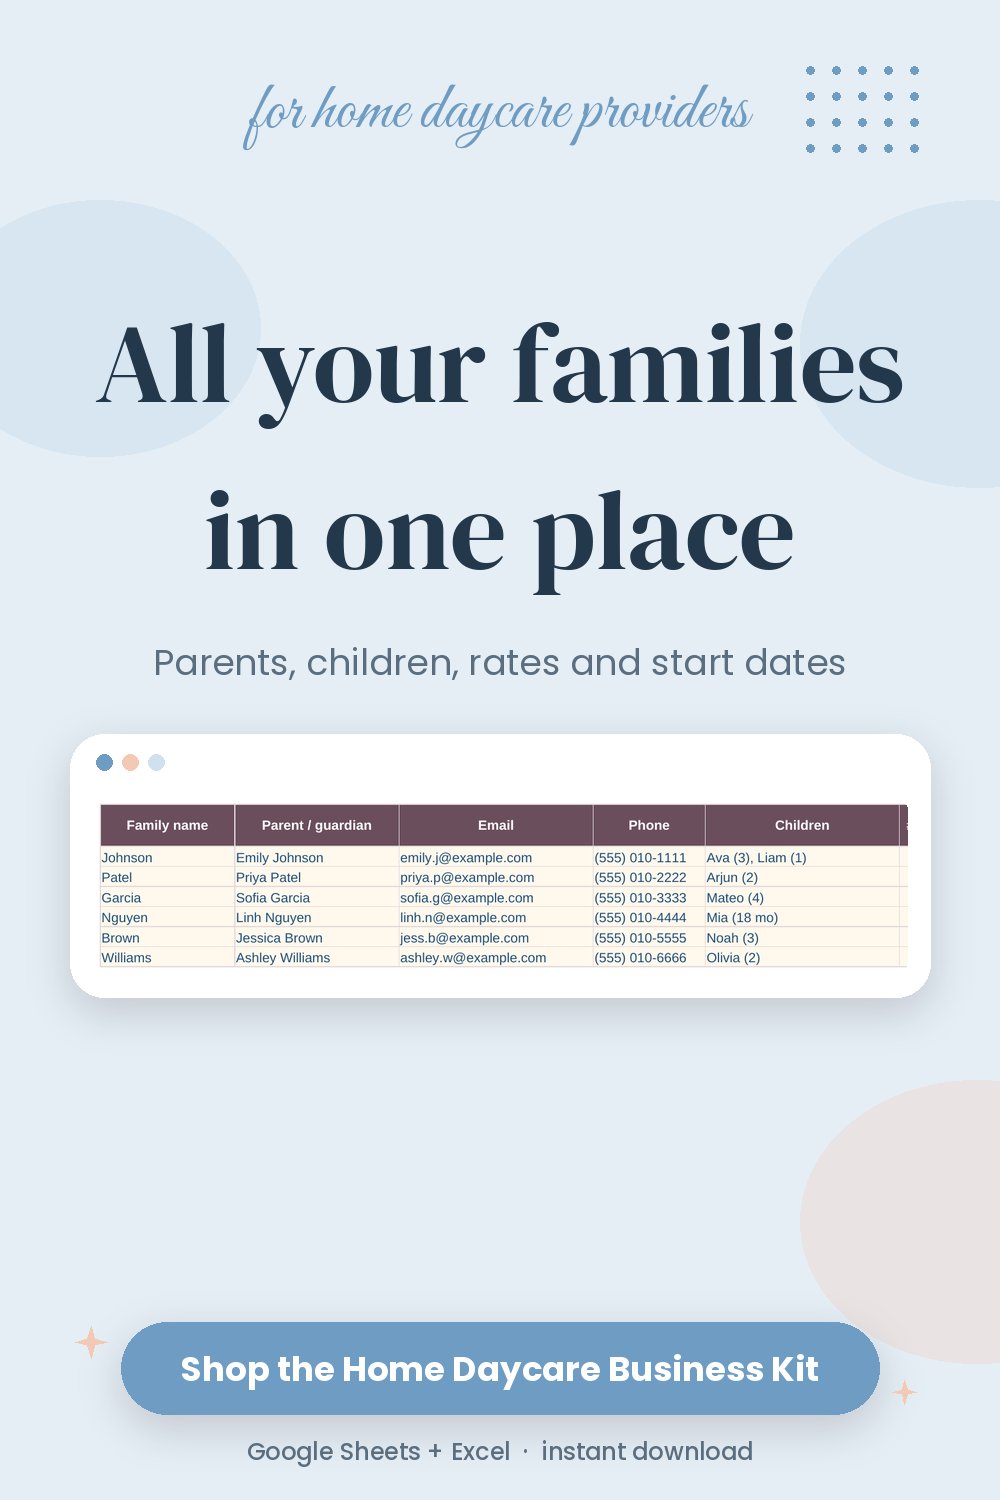 for home daycare providers
All your families
in one place
Parents, children, rates and start dates
Family name Parent / guardian Email Phone Children
Johnson Emily Johnson emily.j@example.com (555) 010-1111 Ava (3), Liam (1)
Patel Priya Patel priya.p@example.com (555) 010-2222 Arjun (2)
Garcia Sofia Garcia sofia.g@example.com (555) 010-3333 Mateo (4)
Nguyen Linh Nguyen linh.n@example.com (555) 010-4444 Mia (18 mo)
Brown Jessica Brown jess.b@example.com (555) 010-5555 Noah (3)
Williams Ashley Williams ashley.w@example.com (555) 010-6666 Olivia (2)
Shop the Home Daycare Business Kit
Google Sheets + Excel · instant download